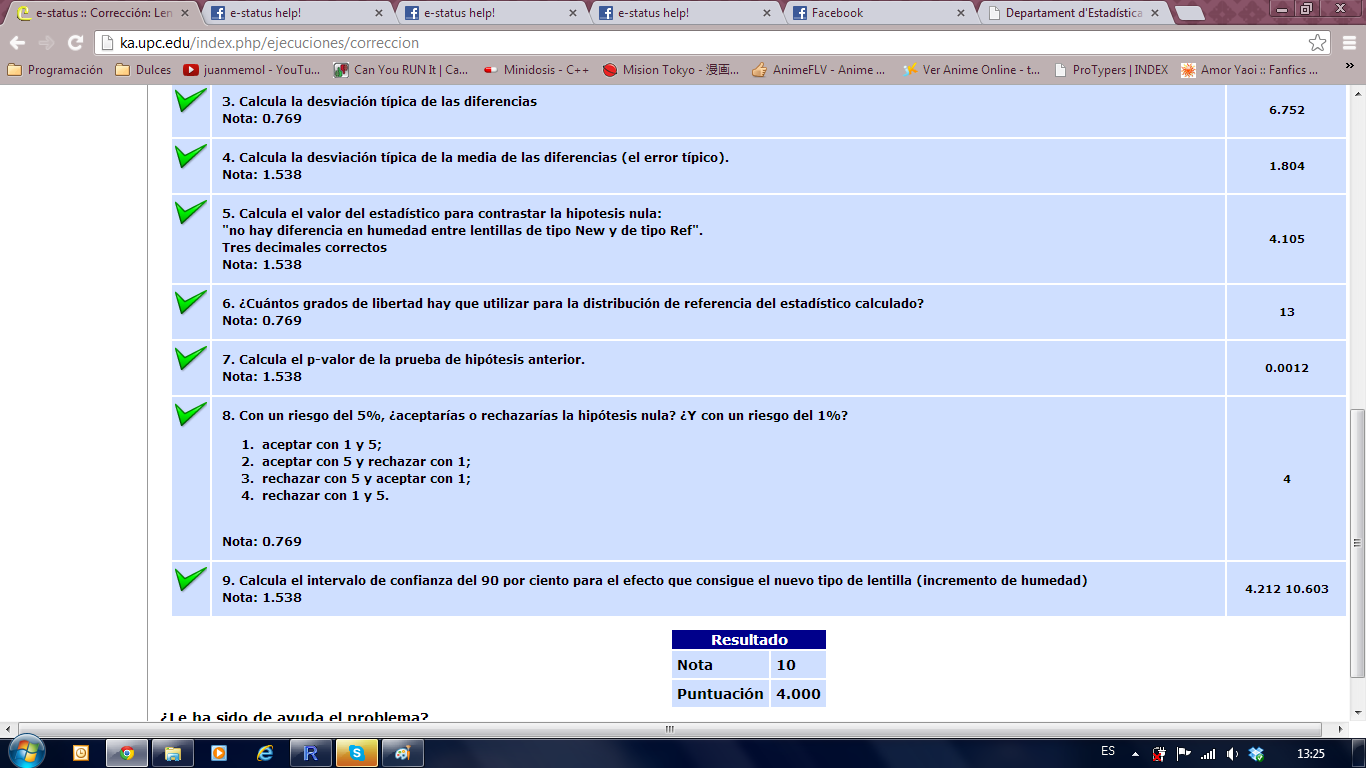 e-status :: Corrección: Len
e-status help!
e-status help!
e-status help!
Facebook
Departament d'Estadística
ka.upc.edu/index.php/ejecuciones/correccion
Programación
Dulces
juanmemol - YouTu...
Can You RUN It | Ca...
Minidosis - C++
Mision Tokyo - 漫画...
AnimeFLV - Anime ...
Ver Anime Online - t...
ProTypers | INDEX
Amor Yaoi :: Fanfics ...
»
3. Calcula la desviación típica de las diferencias
Nota: 0.769
6.752
4. Calcula la desviación típica de la media de las diferencias (el error típico).
Nota: 1.538
1.804
5. Calcula el valor del estadístico para contrastar la hipotesis nula:
"no hay diferencia en humedad entre lentillas de tipo New y de tipo Ref".
Tres decimales correctos
Nota: 1.538
4.105
6. ¿Cuántos grados de libertad hay que utilizar para la distribución de referencia del estadístico calculado?
Nota: 0.769
13
7. Calcula el p-valor de la prueba de hipótesis anterior.
Nota: 1.538
0.0012
8. Con un riesgo del 5%, ¿aceptarías o rechazarías la hipótesis nula? ¿Y con un riesgo del 1%?
1. aceptar con 1 y 5;
2. aceptar con 5 y rechazar con 1;
3. rechazar con 5 y aceptar con 1;
4. rechazar con 1 y 5.
Nota: 0.769
4
9. Calcula el intervalo de confianza del 90 por ciento para el efecto que consigue el nuevo tipo de lentilla (incremento de humedad)
Nota: 1.538
4.212 10.603
Resultado
Nota 10
Puntuación 4.000
¿Le ha sido de ayuda el problema?
ES
13:25